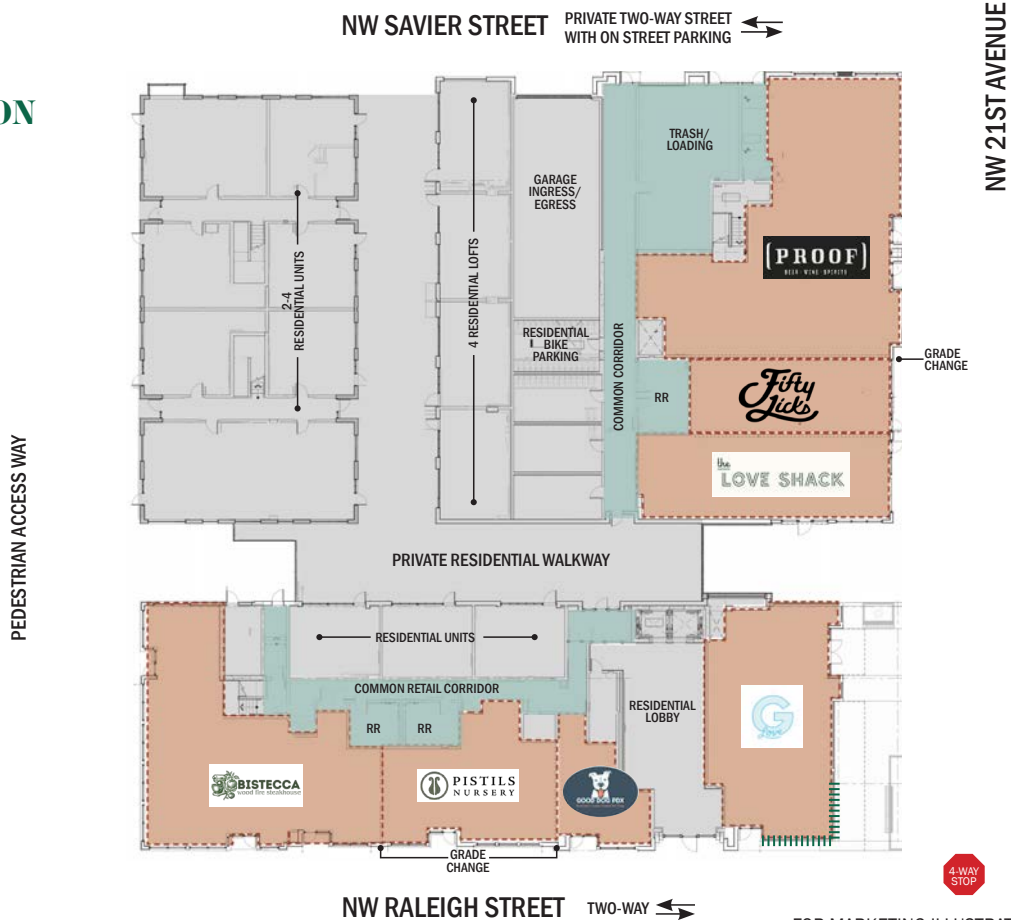 NW SAVIER STREET
PRIVATE TWO-WAY STREET
WITH ON STREET PARKING
NW 21ST AVENUE
ON
TRASH/
LOADING
GARAGE
INGRESS/
EGRESS
[PROOF]
BEER · WINE · SPIRITS
2-4
RESIDENTIAL UNITS
4 RESIDENTIAL LOFTS
RESIDENTIAL
BIKE
PARKING
COMMON CORRIDOR
GRADE
CHANGE
RR
Fifty
Licks
the
LOVE SHACK
PEDESTRIAN ACCESS WAY
PRIVATE RESIDENTIAL WALKWAY
RESIDENTIAL UNITS
COMMON RETAIL CORRIDOR
RESIDENTIAL
LOBBY
RR
RR
G
Love
BISTECCA
wood fire steakhouse
PISTILS
NURSERY
GOOD DOG PDX
GRADE
CHANGE
4-WAY
STOP
NW RALEIGH STREET
TWO-WAY